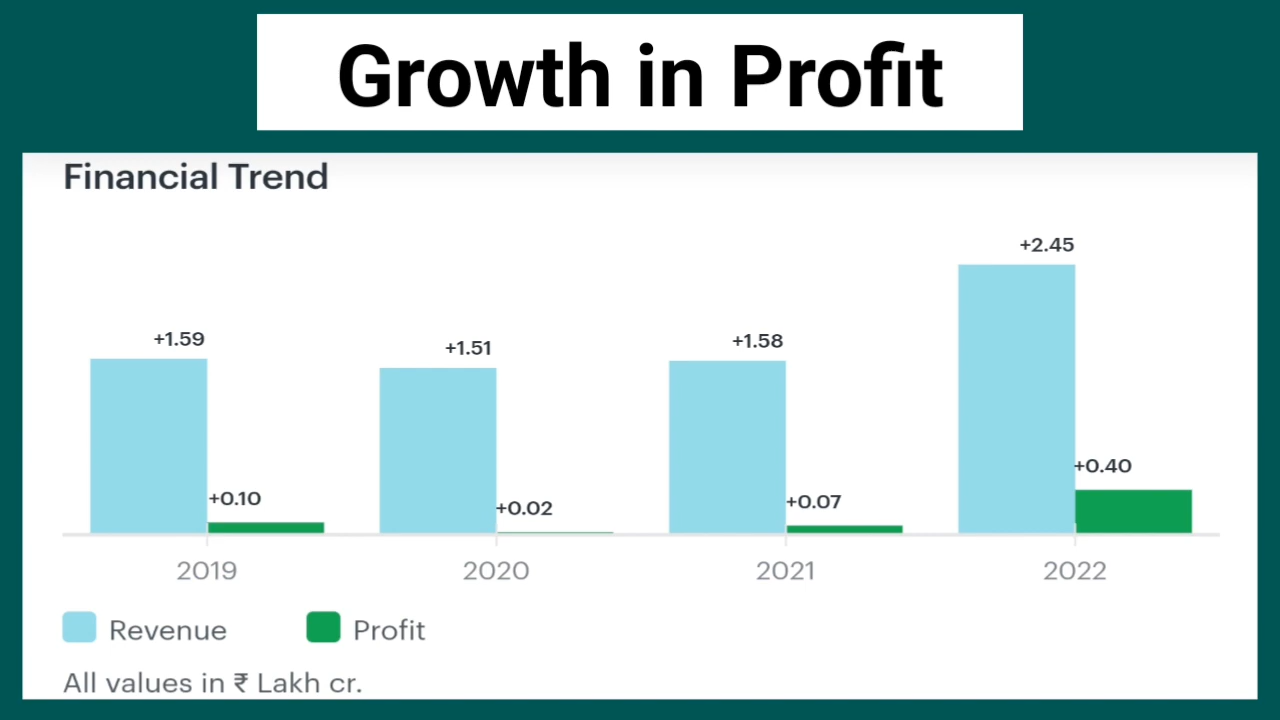 Growth in Profit
Financial Trend
+2.45
+1.59
+1.58
+1.51
+0.40
+0.10
+0.07
+0.02
2019 2020 2021 2022
Revenue Profit
All values in ₹ Lakh cr.